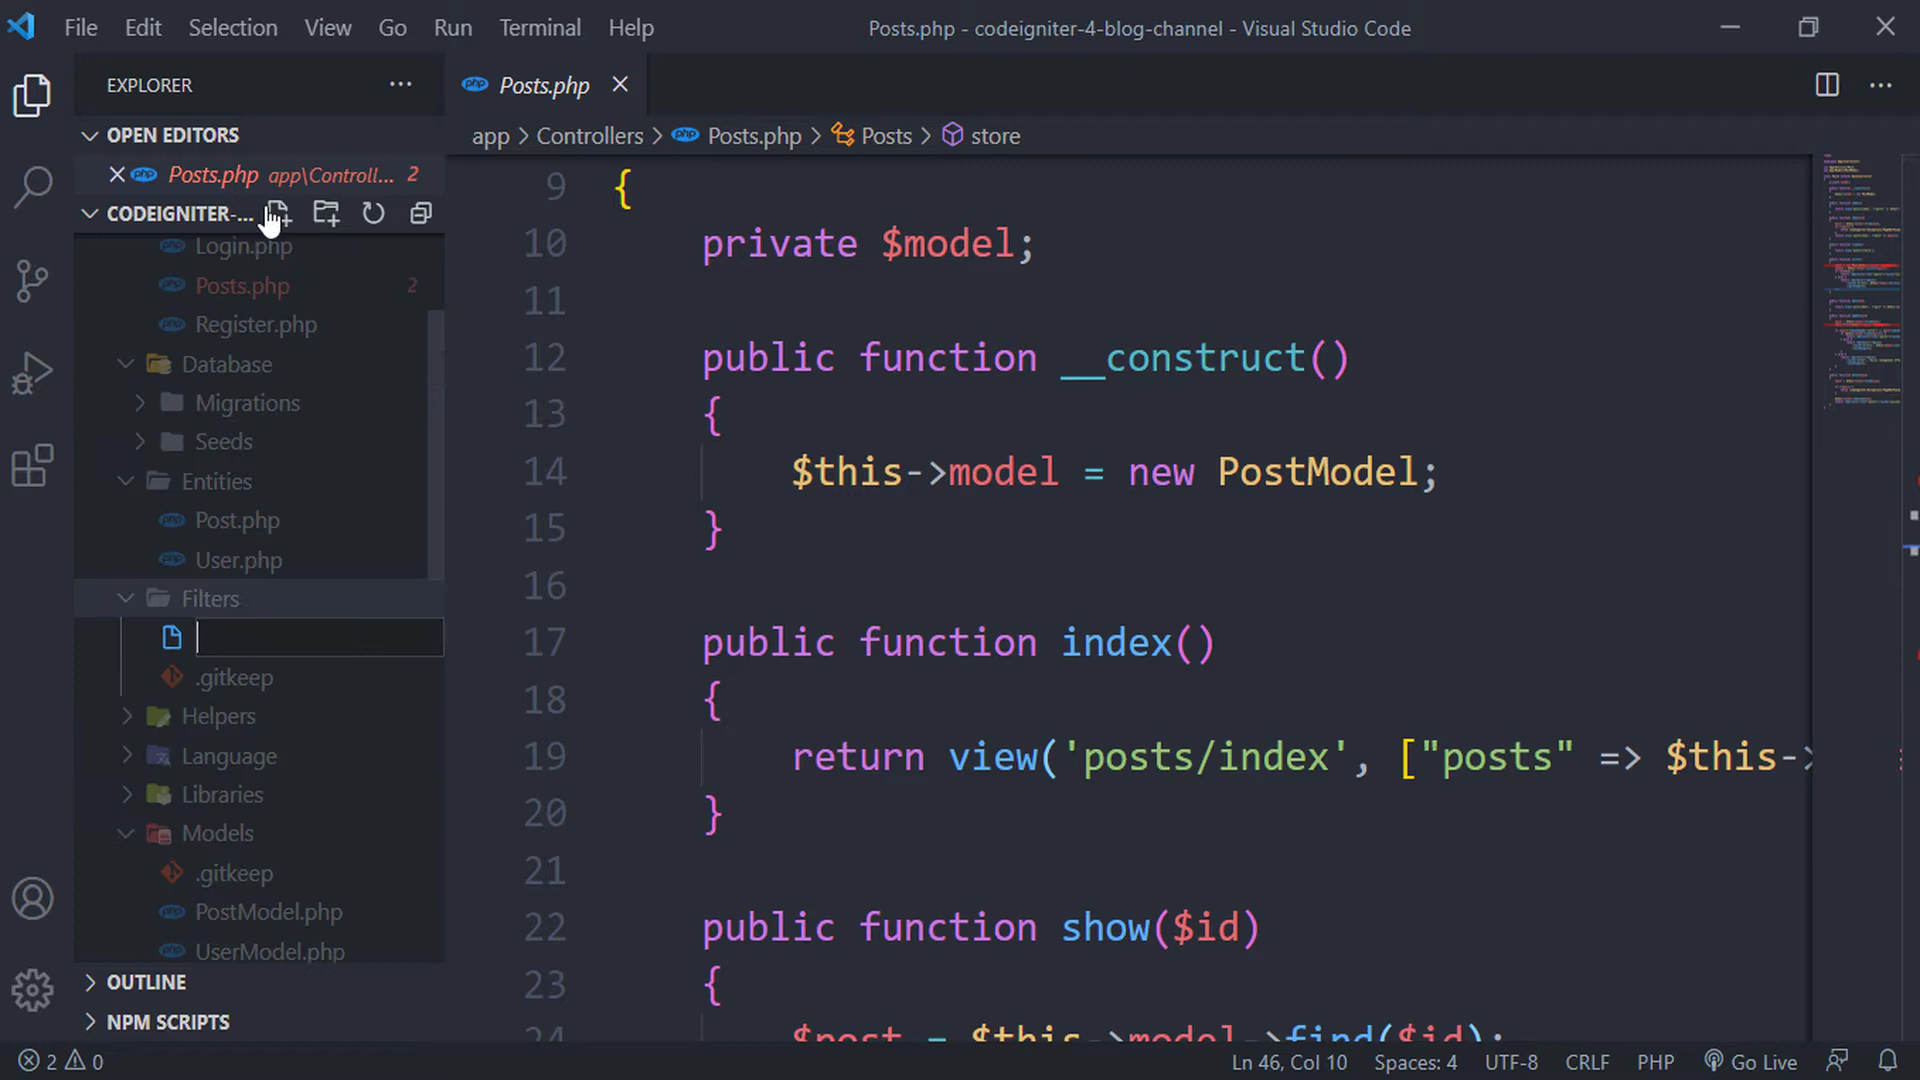 File Edit Selection View Go Run Terminal Help
Posts.php - codeigniter-4-blog-channel - Visual Studio Code
EXPLORER
Posts.php
OPEN EDITORS
app > Controllers > Posts.php > Posts > store
Posts.php app\Controll... 2
CODEIGNITER-...
Login.php
Posts.php 2
Register.php
Database
Migrations
Seeds
Entities
Post.php
User.php
Filters
.gitkeep
Helpers
Language
Libraries
Models
.gitkeep
PostModel.php
UserModel.php
OUTLINE
NPM SCRIPTS
9 {
10 private $model;
11
12 public function __construct()
13 {
14 $this->model = new PostModel;
15 }
16
17 public function index()
18 {
19 return view('posts/index', ["posts" => $this->
20 }
21
22 public function show($id)
23 {
24 $post = $this->model->find($id);
2 0
Ln 46, Col 10 Spaces: 4 UTF-8 CRLF PHP Go Live